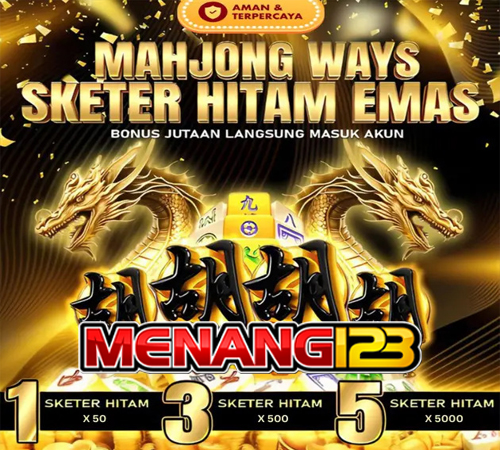 AMAN &
TERPERCAYA
MAHJONG WAYS
SKETER HITAM EMAS
BONUS JUTAAN LANGSUNG MASUK AKUN
九
胡 胡 胡 胡
MENANG123
1 SKETER HITAM
X 50
3 SKETER HITAM
X 500
5 SKETER HITAM
X 5000